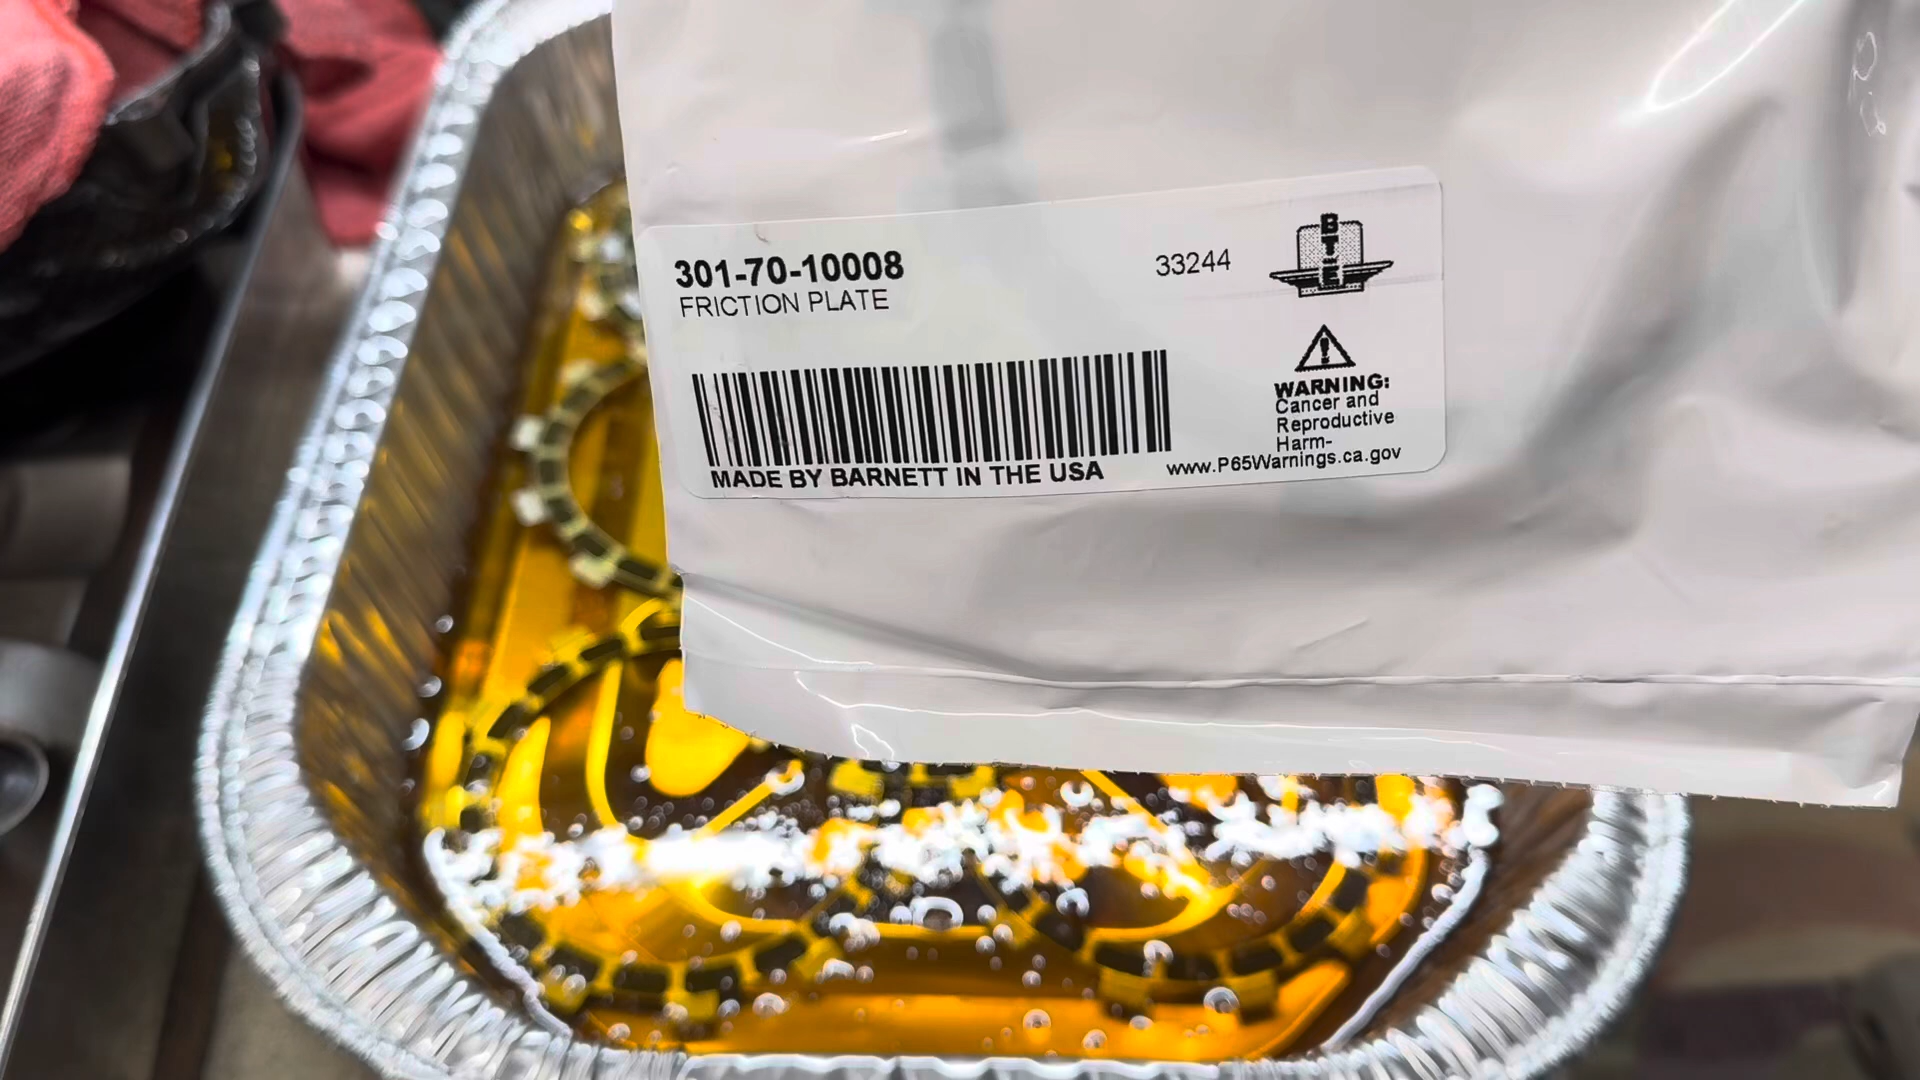 301-70-10008
FRICTION PLATE
33244
B
T
E
WARNING:
Cancer and
Reproductive
Harm-
www.P65Warnings.ca.gov
MADE BY BARNETT IN THE USA